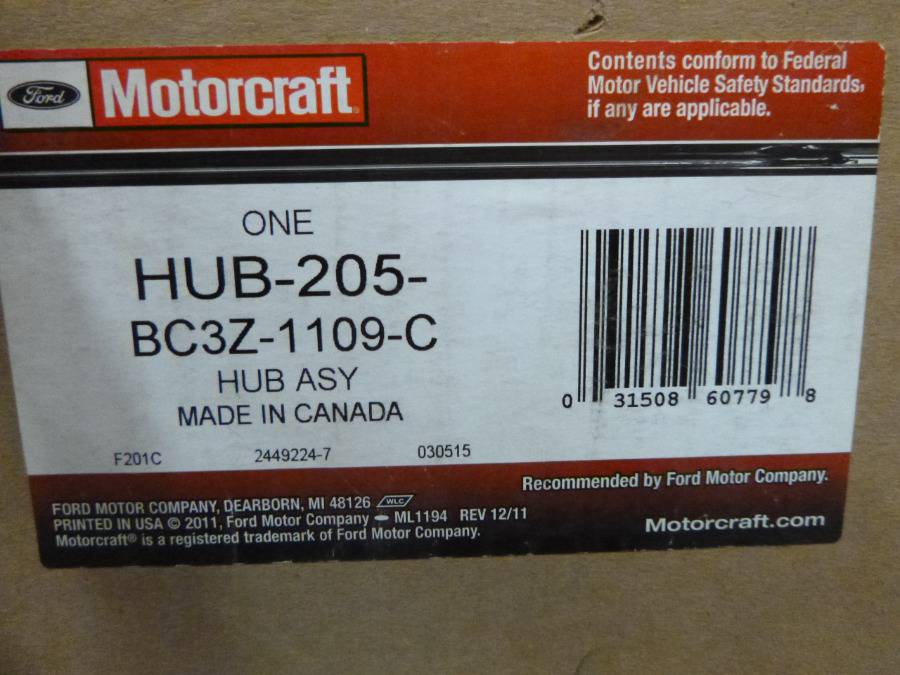 Ford Motorcraft®
Contents conform to Federal
Motor Vehicle Safety Standards,
if any are applicable.
ONE
HUB-205-
BC3Z-1109-C
HUB ASY
MADE IN CANADA
F201C 2449224-7 030515
0 31508 60779 8
Recommended by Ford Motor Company.
FORD MOTOR COMPANY, DEARBORN, MI 48126 WLC
PRINTED IN USA © 2011, Ford Motor Company – ML1194 REV 12/11
Motorcraft® is a registered trademark of Ford Motor Company.
Motorcraft.com